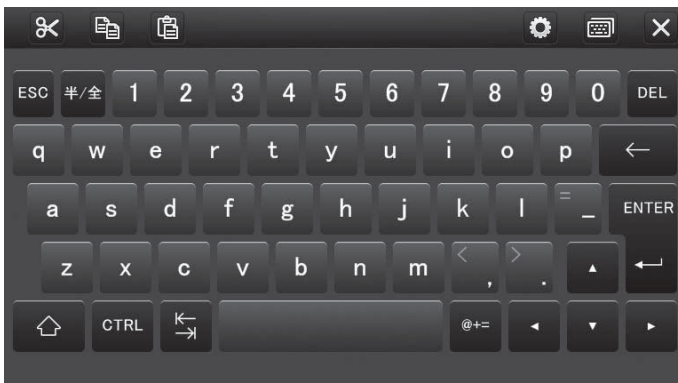 ESC 半/全 1 2 3 4 5 6 7 8 9 0 DEL
q w e r t y u i o p ←
a s d f g h j k l = _ ENTER
z x c v b n m < , > . ▲ ↵
⇧ CTRL ↹ @+= ◀ ▼ ▶